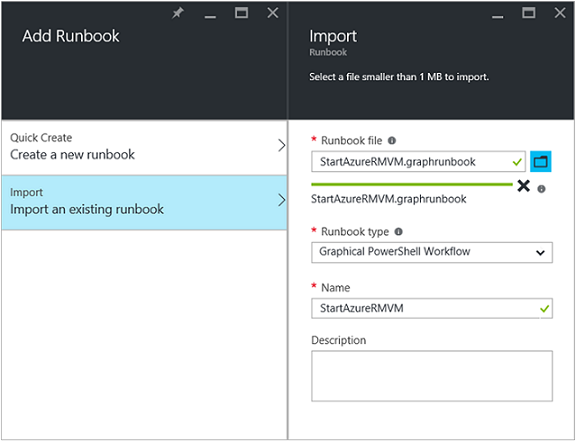 Add Runbook
Quick Create
Create a new runbook
Import
Import an existing runbook
Import
Runbook
Select a file smaller than 1 MB to import.
* Runbook file
StartAzureRMVM.graphrunbook
StartAzureRMVM.graphrunbook
* Runbook type
Graphical PowerShell Workflow
* Name
StartAzureRMVM
Description